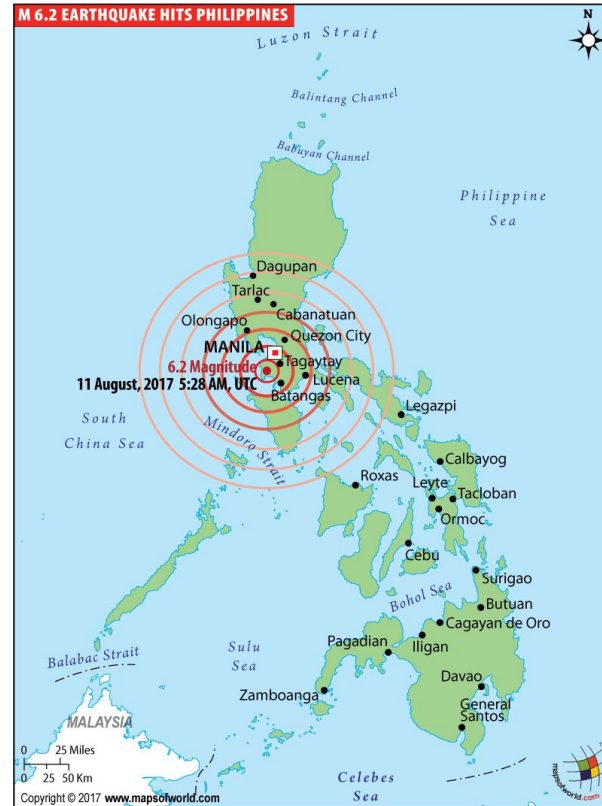 M 6.2 EARTHQUAKE HITS PHILIPPINES
N
Luzon Strait
Balintang Channel
Babuyan Channel
Philippine
Sea
Dagupan
Tarlac
Cabanatuan
Olongapo
Quezon City
MANILA
Tagaytay
6.2 Magnitude
Lucena
11 August, 2017 5:28 AM, UTC
Batangas
South
China Sea
Mindoro Strait
Legazpi
Calbayog
Roxas
Leyte
Tacloban
Ormoc
Cebu
Surigao
Bohol Sea
Butuan
Cagayan de Oro
Iligan
Pagadian
Sulu
Sea
Balabac Strait
Davao
Zamboanga
General
Santos
MALAYSIA
0 25 Miles
0 25 50 Km
Celebes
Sea
mapsofworld.com
Copyright © 2017 www.mapsofworld.com